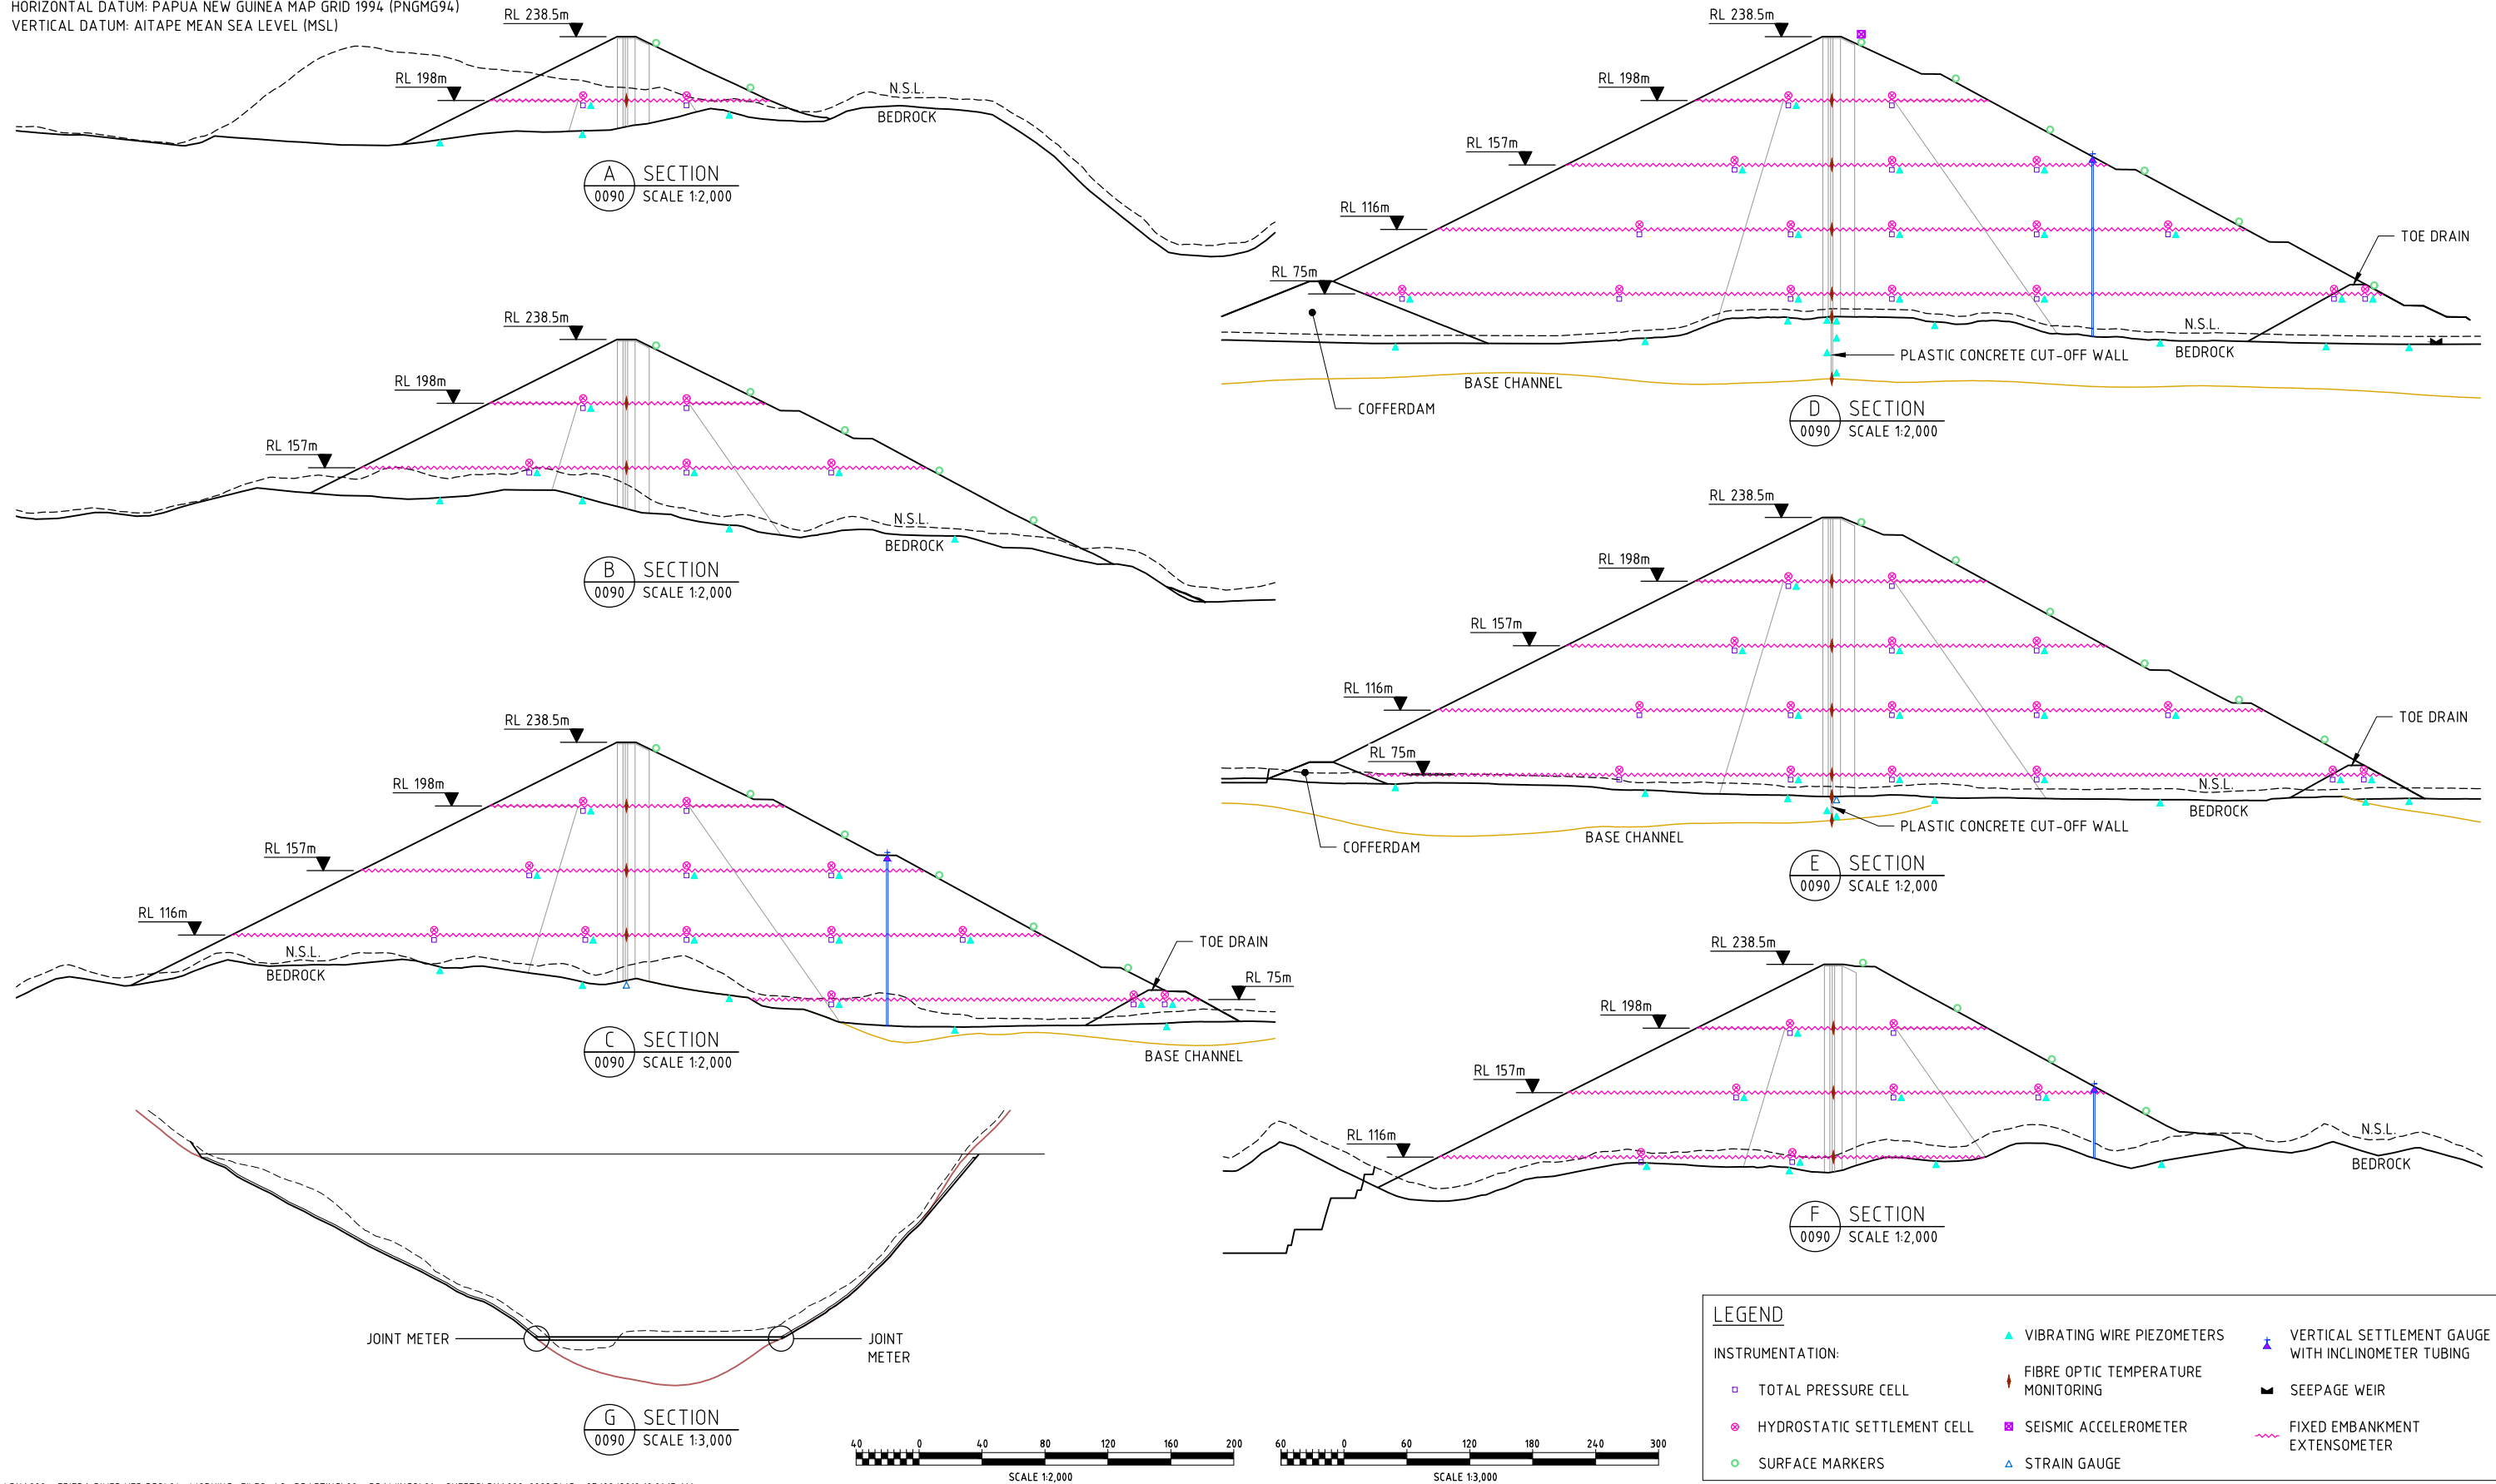 HORIZONTAL DATUM: PAPUA NEW GUINEA MAP GRID 1994 (PNGMG94)
VERTICAL DATUM: AITAPE MEAN SEA LEVEL (MSL)
RL 238.5m
RL 198m
N.S.L.
BEDROCK
A
0090
SECTION
SCALE 1:2,000
RL 238.5m
RL 198m
RL 157m
N.S.L.
BEDROCK
B
0090
SECTION
SCALE 1:2,000
RL 238.5m
RL 198m
RL 157m
RL 116m
N.S.L.
BEDROCK
TOE DRAIN
RL 75m
BASE CHANNEL
C
0090
SECTION
SCALE 1:2,000
JOINT METER
JOINT
METER
G
0090
SECTION
SCALE 1:3,000
RL 238.5m
RL 198m
RL 157m
RL 116m
RL 75m
TOE DRAIN
N.S.L.
BEDROCK
PLASTIC CONCRETE CUT-OFF WALL
BASE CHANNEL
COFFERDAM
D
0090
SECTION
SCALE 1:2,000
RL 238.5m
RL 198m
RL 157m
RL 116m
RL 75m
TOE DRAIN
N.S.L.
BEDROCK
PLASTIC CONCRETE CUT-OFF WALL
BASE CHANNEL
COFFERDAM
E
0090
SECTION
SCALE 1:2,000
RL 238.5m
RL 198m
RL 157m
RL 116m
N.S.L.
BEDROCK
F
0090
SECTION
SCALE 1:2,000
40 0 40 80 120 160 200
SCALE 1:2,000
60 0 60 120 180 240 300
SCALE 1:3,000
LEGEND
INSTRUMENTATION:
TOTAL PRESSURE CELL
HYDROSTATIC SETTLEMENT CELL
SURFACE MARKERS
VIBRATING WIRE PIEZOMETERS
FIBRE OPTIC TEMPERATURE
MONITORING
SEISMIC ACCELEROMETER
STRAIN GAUGE
VERTICAL SETTLEMENT GAUGE
WITH INCLINOMETER TUBING
SEEPAGE WEIR
FIXED EMBANKMENT
EXTENSOMETER